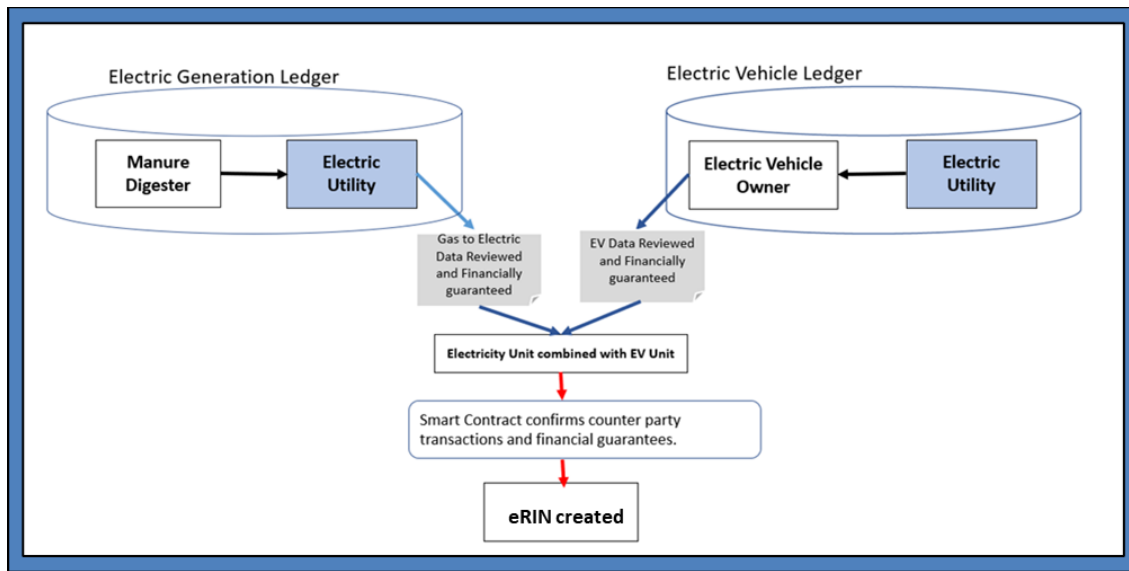 Electric Generation Ledger
Electric Vehicle Ledger
Manure
Digester
Electric
Utility
Electric Vehicle
Owner
Electric
Utility
Gas to Electric
Data Reviewed
and Financially
guaranteed
EV Data Reviewed
and Financially
guaranteed
Electricity Unit combined with EV Unit
Smart Contract confirms counter party
transactions and financial guarantees.
eRIN created